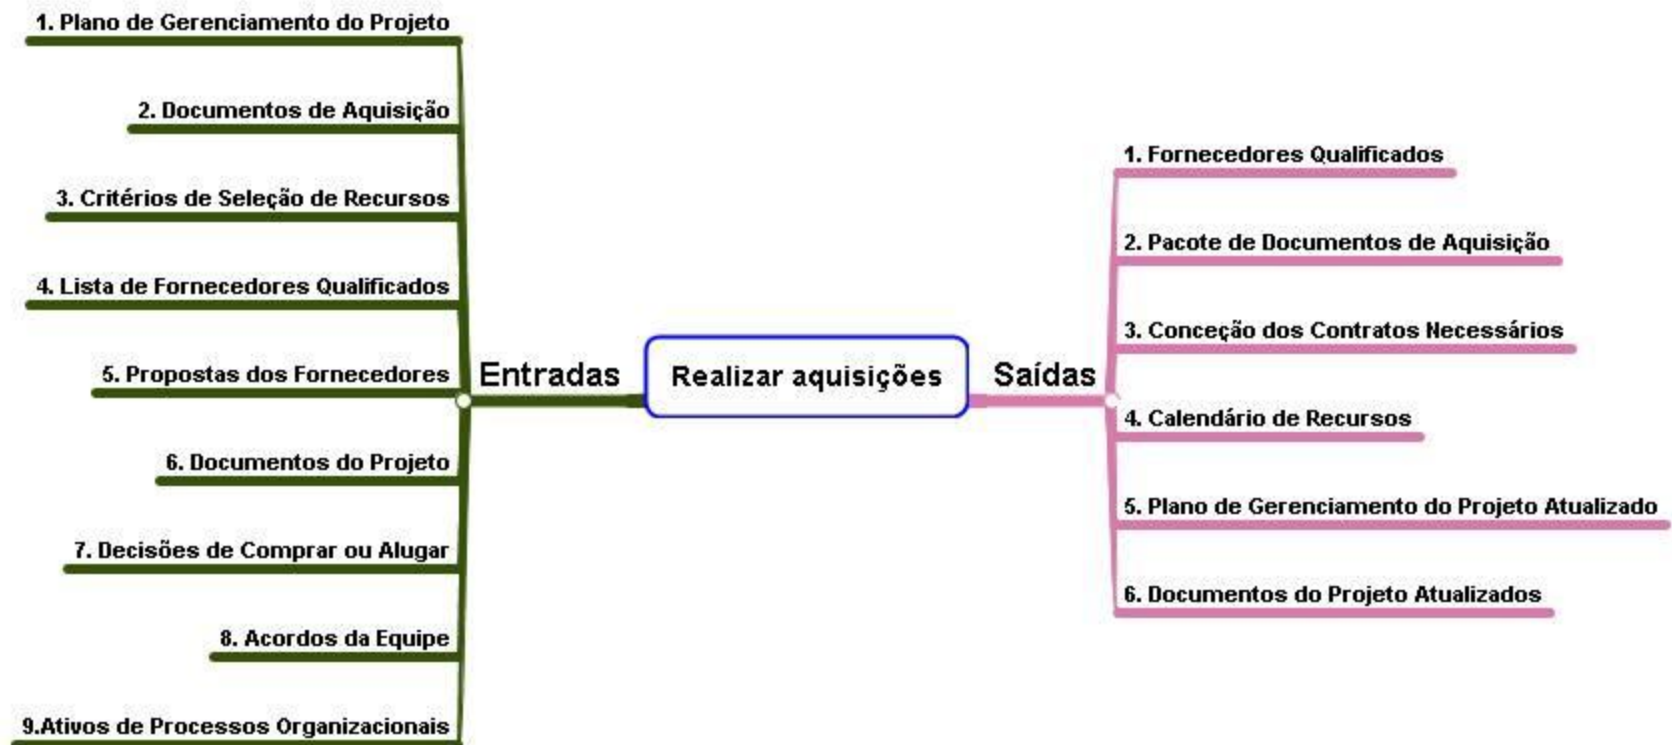 1. Plano de Gerenciamento do Projeto
2. Documentos de Aquisição
3. Critérios de Seleção de Recursos
4. Lista de Fornecedores Qualificados
5. Propostas dos Fornecedores
6. Documentos do Projeto
7. Decisões de Comprar ou Alugar
8. Acordos da Equipe
9.Ativos de Processos Organizacionais
Entradas
Realizar aquisições
Saídas
1. Fornecedores Qualificados
2. Pacote de Documentos de Aquisição
3. Conceção dos Contratos Necessários
4. Calendário de Recursos
5. Plano de Gerenciamento do Projeto Atualizado
6. Documentos do Projeto Atualizados